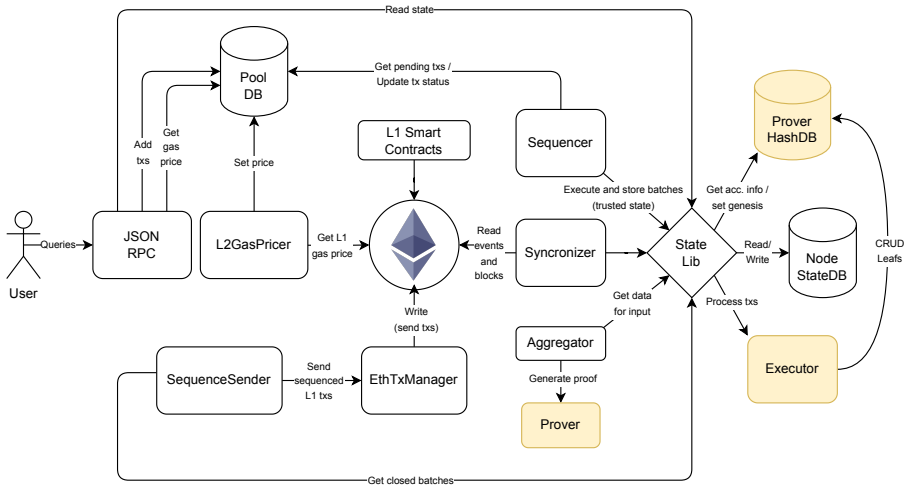 Read state
Pool
DB
Get pending txs /
Update tx status
Prover
HashDB
L1 Smart
Contracts
Sequencer
Add
txs
Get
gas
price
Set price
Execute and store batches
(trusted state)
Get acc. info /
set genesis
User
Queries
JSON
RPC
L2GasPricer
Get L1
gas price
Read
events
and
blocks
Syncronizer
State
Lib
Read/
Write
Node
StateDB
CRUD
Leafs
Write
(send txs)
Get data
for input
Process txs
Aggregator
SequenceSender
Send
sequenced
L1 txs
EthTxManager
Generate proof
Prover
Executor
Get closed batches